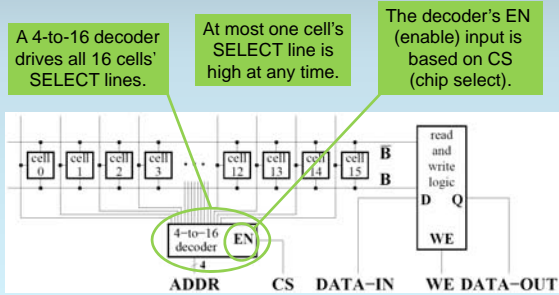 A 4-to-16 decoder
drives all 16 cells’
SELECT lines.
At most one cell’s
SELECT line is
high at any time.
The decoder’s EN
(enable) input is
based on CS
(chip select).
cell
0
cell
1
cell
2
cell
3
. . .
cell
12
cell
13
cell
14
cell
15
B
B
read
and
write
logic
D Q
WE
4−to−16
decoder
EN
4
ADDR CS DATA−IN WE DATA−OUT